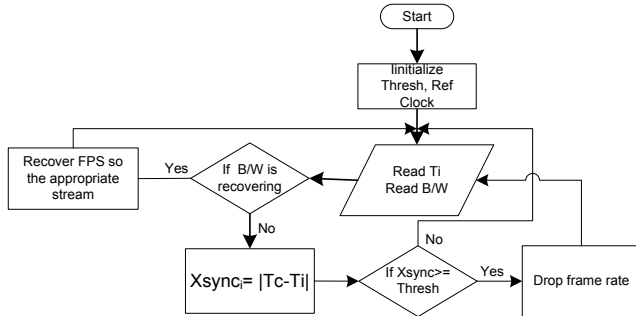 Start
Iinitialize
Thresh, Ref
Clock
Recover FPS so
the appropriate
stream
Yes
If B/W is
recovering
Read Ti
Read B/W
No
Xsyncᵢ= |Tc-Ti|
If Xsync>=
Thresh
No
Yes
Drop frame rate